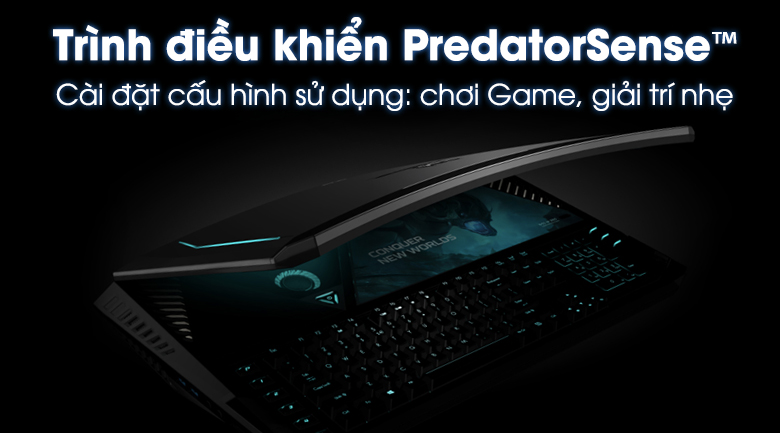 Trình điều khiển PredatorSense™
Cài đặt cấu hình sử dụng: chơi Game, giải trí nhẹ
CONQUER
NEW WORLDS